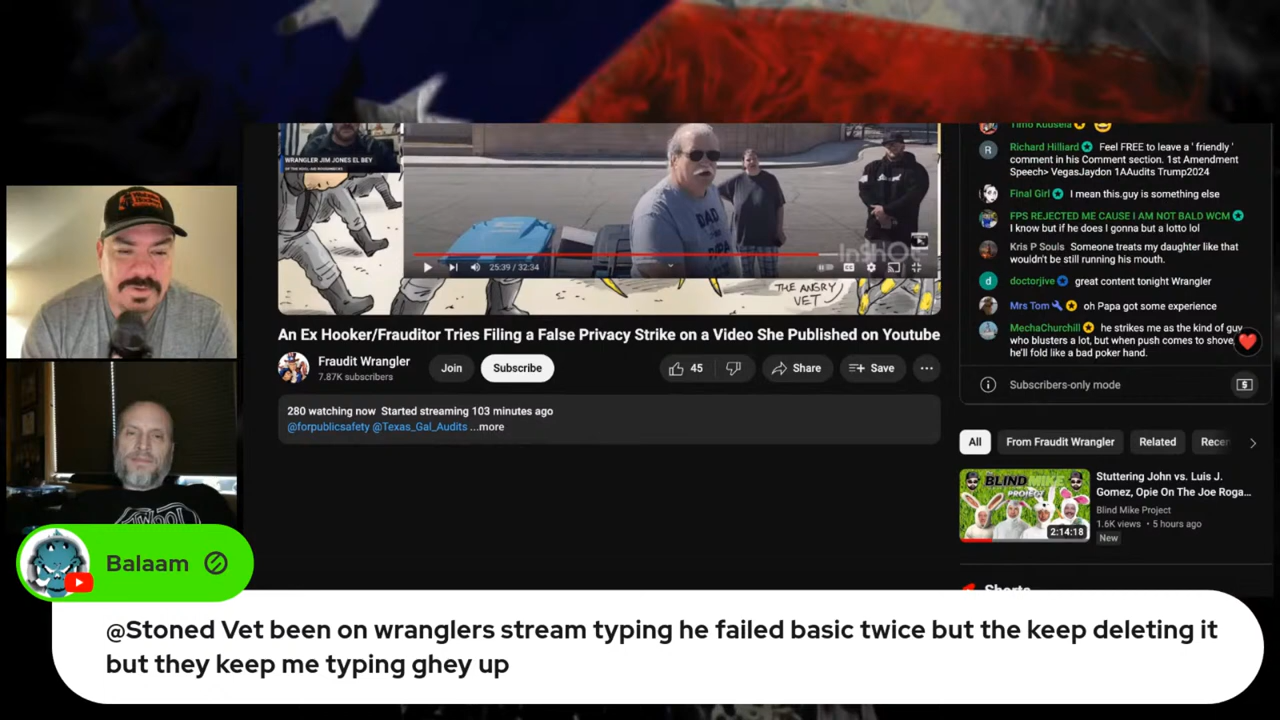 WRANGLER JIM JONES EL BEY
25:39 / 32:34
InSHOT
DAD
THE ANGRY
VET
An Ex Hooker/Frauditor Tries Filing a False Privacy Strike on a Video She Published on Youtube
Fraudit Wrangler
7.87K subscribers
Join
Subscribe
45
Share
Save
280 watching now Started streaming 103 minutes ago
@forpublicsafety @Texas_Gal_Audits ...more
Timo Kuusela
R
Richard Hilliard Feel FREE to leave a ' friendly '
comment in his Comment section. 1st Amendment
Speech> VegasJaydon 1AAudits Trump2024
Final Girl I mean this.guy is something else
FPS REJECTED ME CAUSE I AM NOT BALD WCM
I know but if he does I gonna but a lotto lol
Kris P Souls Someone treats my daughter like that
wouldn't be still running his mouth.
d
doctorjive great content tonight Wrangler
Mrs Tom oh Papa got some experience
MechaChurchill he strikes me as the kind of guy
who blusters a lot, but when push comes to shove,
he'll fold like a bad poker hand.
Subscribers-only mode
All
From Fraudit Wrangler
Related
Recen
BLIND MIKE
PROJECT
2:14:18
Stuttering John vs. Luis J.
Gomez, Opie On The Joe Roga...
Blind Mike Project
1.6K views • 5 hours ago
New
Shorts
Balaam
@Stoned Vet been on wranglers stream typing he failed basic twice but the keep deleting it
but they keep me typing ghey up